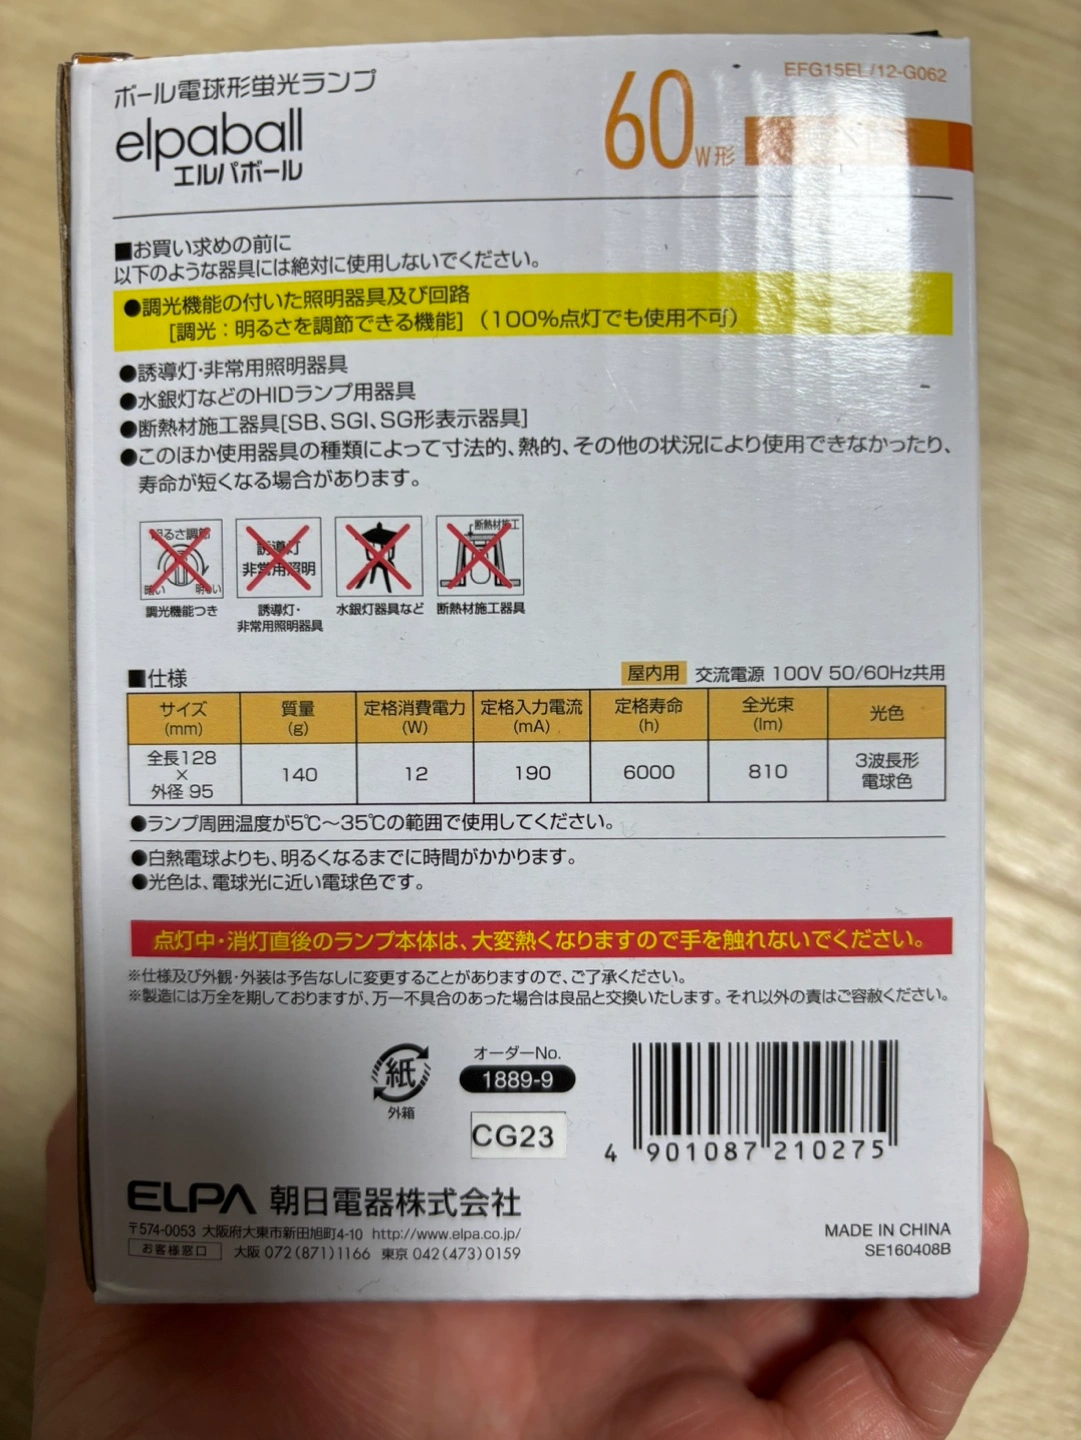 ボール電球形蛍光ランプ
elpaball
エルパボール
60W形
EFG15EL/12-G062
■お買い求めの前に
以下のような器具には絶対に使用しないでください。
●調光機能の付いた照明器具及び回路
[調光:明るさを調節できる機能](100%点灯でも使用不可)
●誘導灯・非常用照明器具
●水銀灯などのHIDランプ用器具
●断熱材施工器具[SB、SGI、SG形表示器具]
●このほか使用器具の種類によって寸法的、熱的、その他の状況により使用できなかったり、
寿命が短くなる場合があります。
明るさ調節
暗い 明るい
調光機能つき
誘導灯
非常用照明
誘導灯・
非常用照明器具
水銀灯器具など
断熱材施工
断熱材施工器具
■仕様
屋内用 交流電源 100V 50/60Hz共用
サイズ(mm) 質量(g) 定格消費電力(W) 定格入力電流(mA) 定格寿命(h) 全光束(lm) 光色
全長128×外径 95 140 12 190 6000 810 3波長形電球色
●ランプ周囲温度が5℃~35℃の範囲で使用してください。
●白熱電球よりも、明るくなるまでに時間がかかります。
●光色は、電球光に近い電球色です。
点灯中・消灯直後のランプ本体は、大変熱くなりますので手を触れないでください。
※仕様及び外観・外装は予告なしに変更することがありますので、ご了承ください。
※製造には万全を期しておりますが、万一不具合のあった場合は良品と交換いたします。それ以外の責はご容赦ください。
紙
外箱
オーダーNo.
1889-9
CG23
4 901087 210275
ELPA 朝日電器株式会社
〒574-0053 大阪府大東市新田旭町4-10 http://www.elpa.co.jp/
お客様窓口 大阪 072(871)1166 東京 042(473)0159
MADE IN CHINA
SE160408B